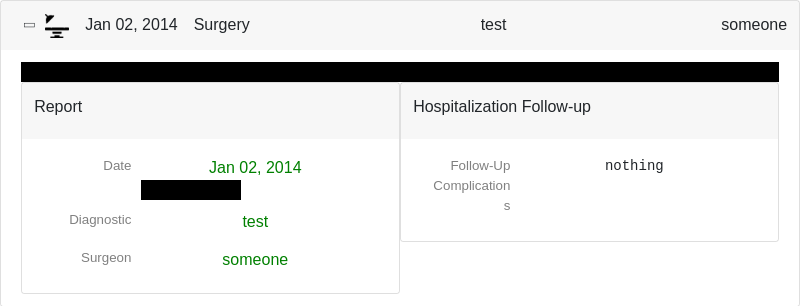 Jan 02, 2014 Surgery test someone
Report
Hospitalization Follow-up
Date Jan 02, 2014
Diagnostic test
Surgeon someone
Follow-Up nothing
Complication
s